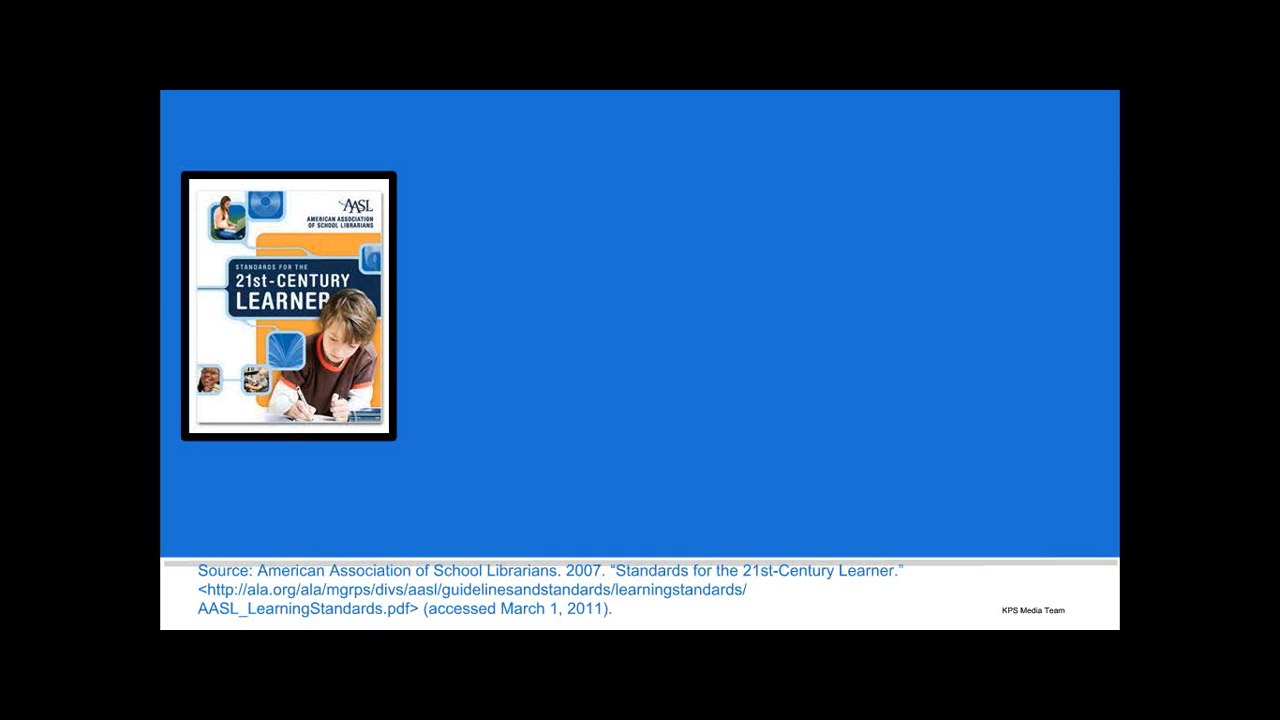 AASL
AMERICAN ASSOCIATION
OF SCHOOL LIBRARIANS
STANDARDS FOR THE
21st-CENTURY
LEARNER
Source: American Association of School Librarians. 2007. “Standards for the 21st-Century Learner.”
<http://ala.org/ala/mgrps/divs/aasl/guidelinesandstandards/learningstandards/
AASL_LearningStandards.pdf> (accessed March 1, 2011).
KPS Media Team